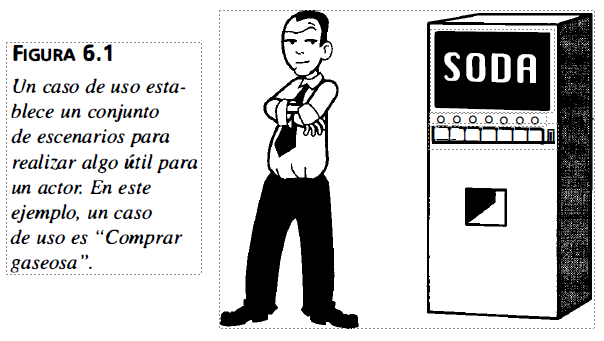 FIGURA 6.1
Un caso de uso esta-
blece un conjunto
de escenarios para
realizar algo útil para
un actor. En este
ejemplo, un caso
de uso es “Comprar
gaseosa”.
SODA